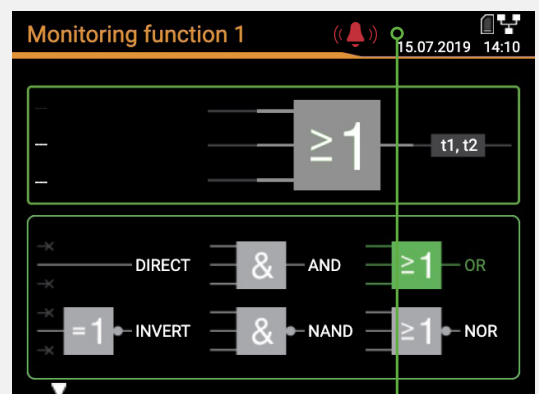 Monitoring function 1
15.07.2019 14:10
≥1
t1, t2
DIRECT
& AND
≥1 OR
=1 INVERT
& NAND
≥1 NOR